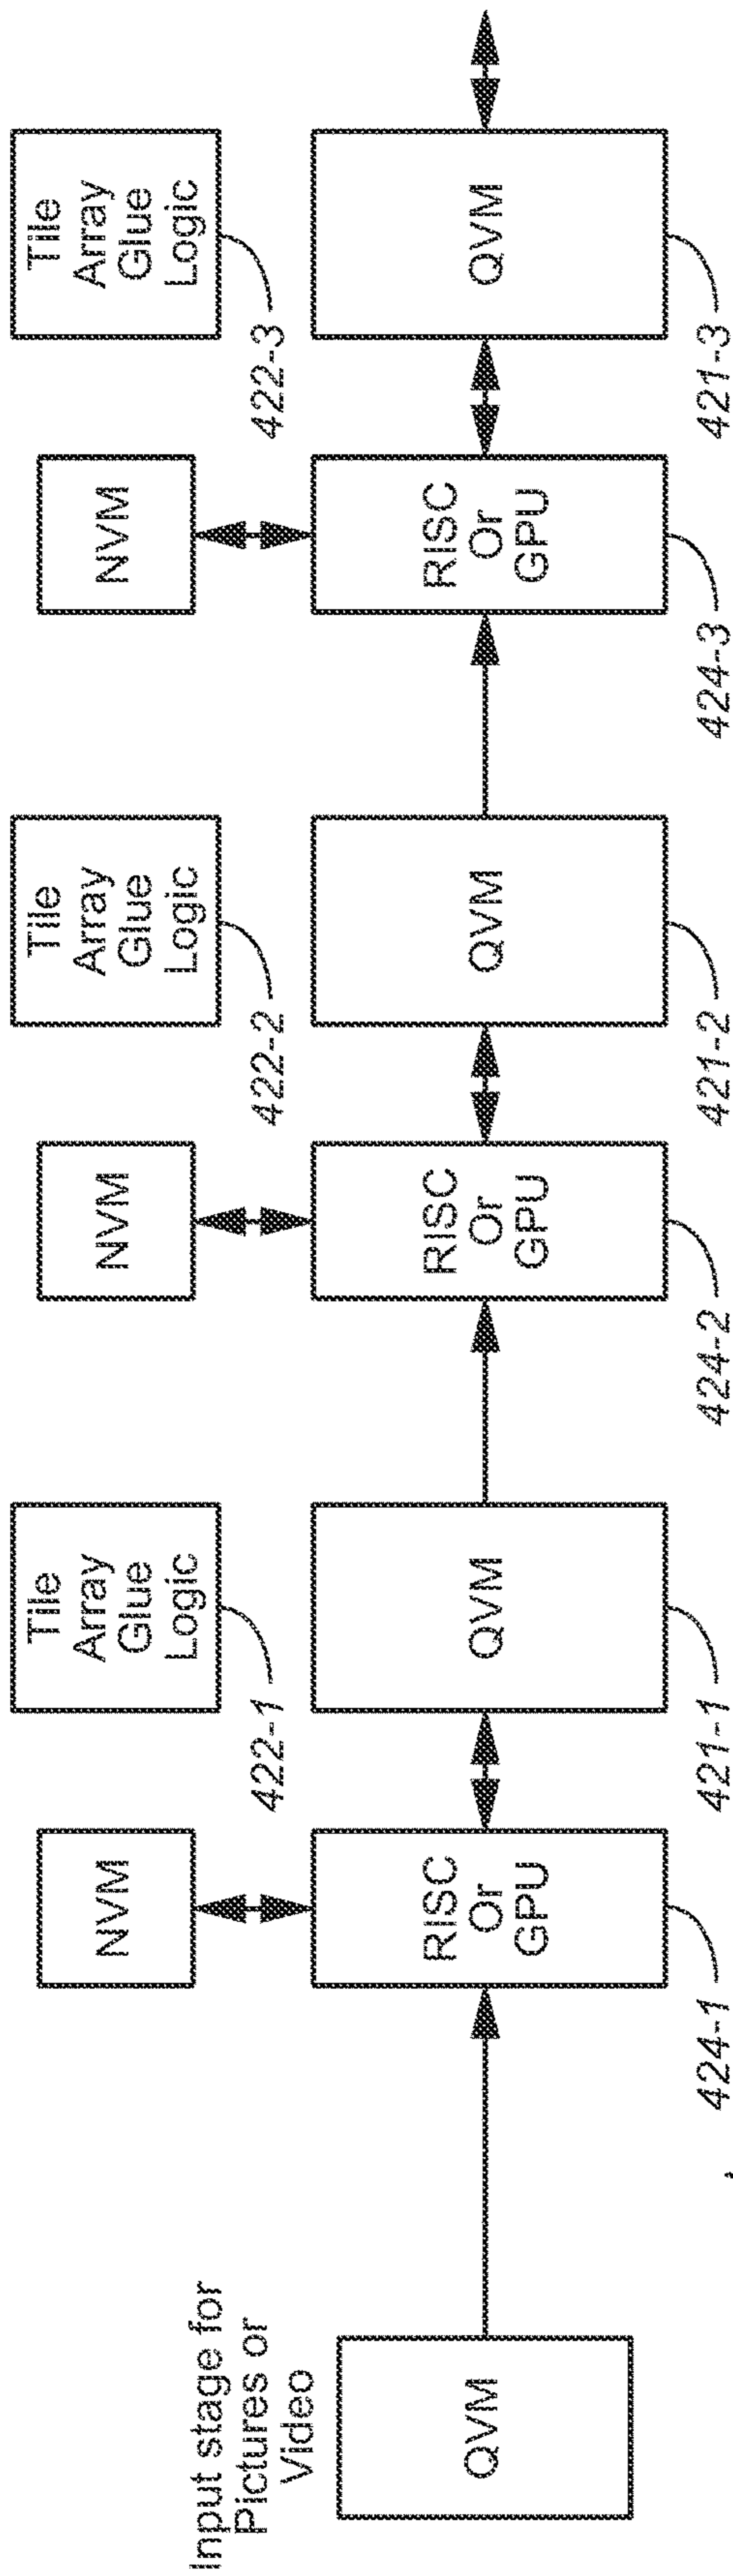 Input stage for
Pictures or
Video
QVM
NVM
RISC
Or
GPU
424-1
Tile
Array
Glue
Logic
422-1
QVM
421-1
NVM
RISC
Or
GPU
424-2
Tile
Array
Glue
Logic
422-2
QVM
421-2
NVM
RISC
Or
GPU
424-3
Tile
Array
Glue
Logic
422-3
QVM
421-3